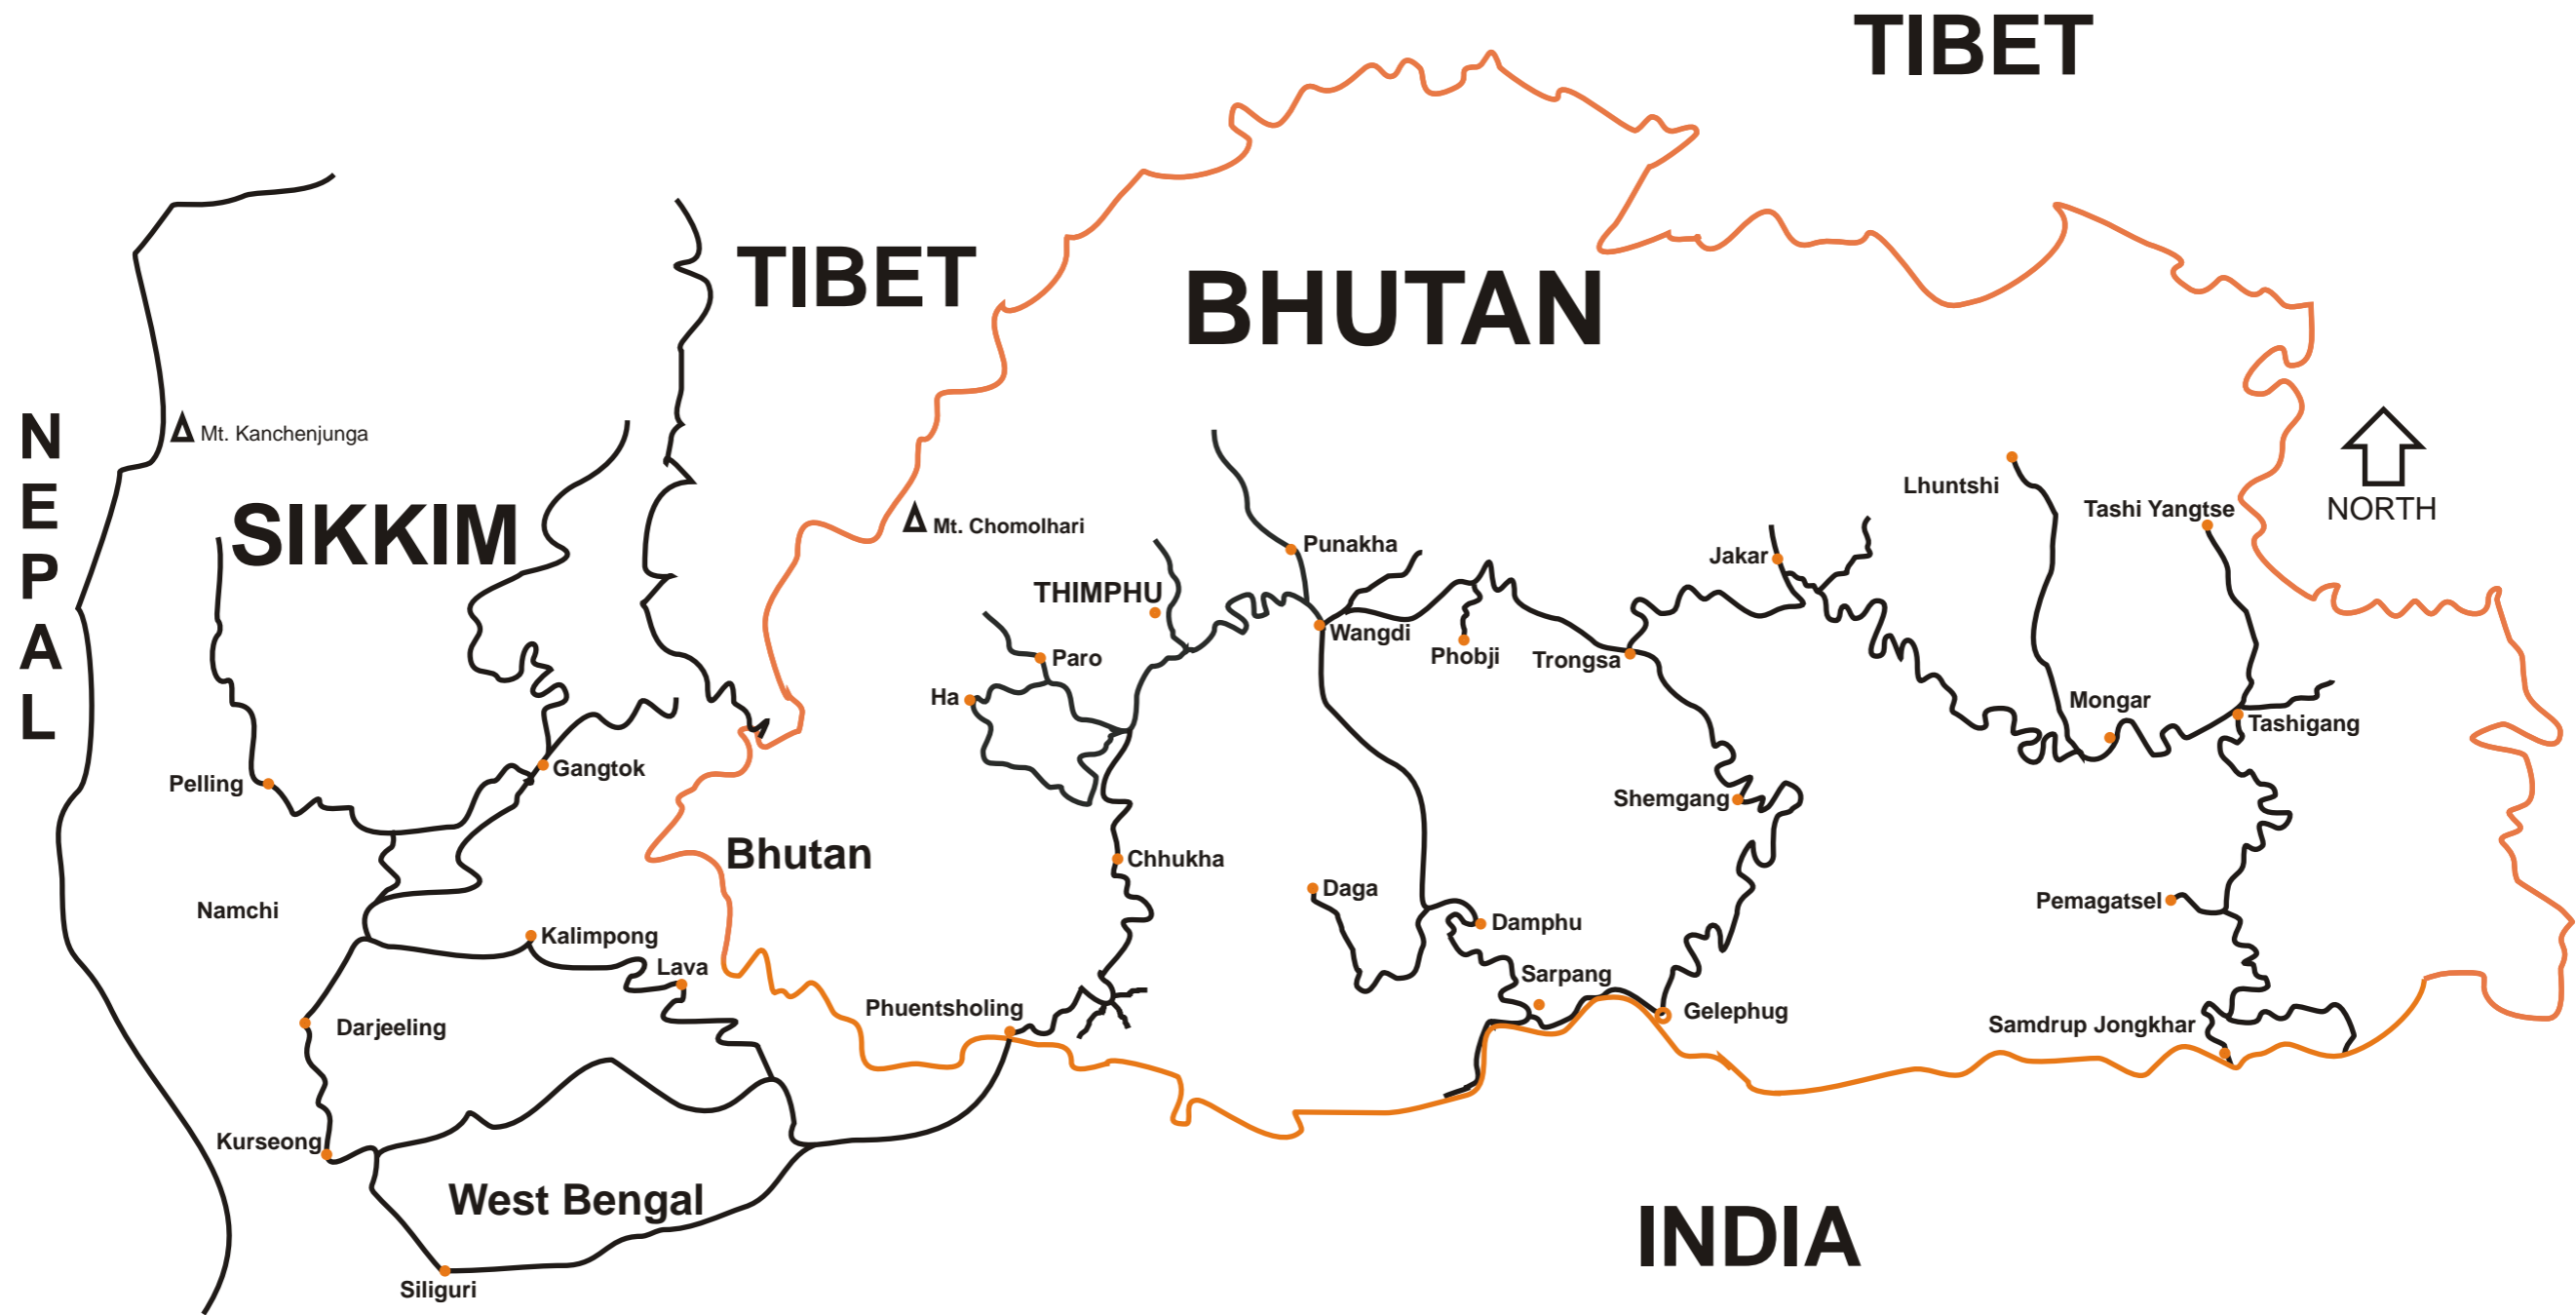 TIBET
TIBET
BHUTAN
NEPAL
Mt. Kanchenjunga
SIKKIM
Mt. Chomolhari
Lhuntshi
Tashi Yangtse
NORTH
Punakha
Jakar
THIMPHU
Wangdi
Phobji
Trongsa
Paro
Ha
Mongar
Tashigang
Gangtok
Pelling
Shemgang
Bhutan
Chhukha
Daga
Pemagatsel
Namchi
Damphu
Kalimpong
Lava
Sarpang
Phuentsholing
Gelephug
Samdrup Jongkhar
Darjeeling
Kurseong
West Bengal
INDIA
Siliguri